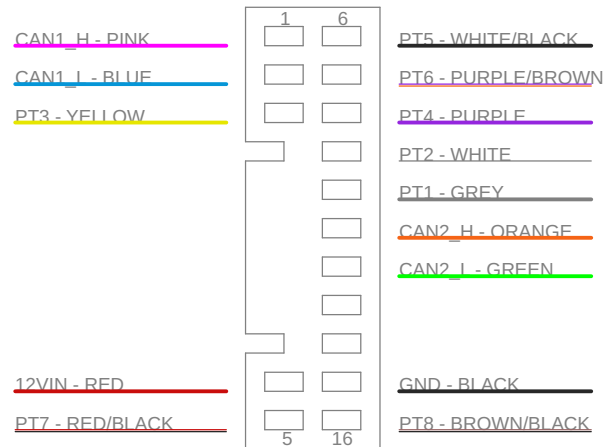 1 6
CAN1_H - PINK
PT5 - WHITE/BLACK
CAN1_L - BLUE
PT6 - PURPLE/BROWN
PT3 - YELLOW
PT4 - PURPLE
PT2 - WHITE
PT1 - GREY
CAN2_H - ORANGE
CAN2_L - GREEN
12VIN - RED
GND - BLACK
PT7 - RED/BLACK
PT8 - BROWN/BLACK
5 16